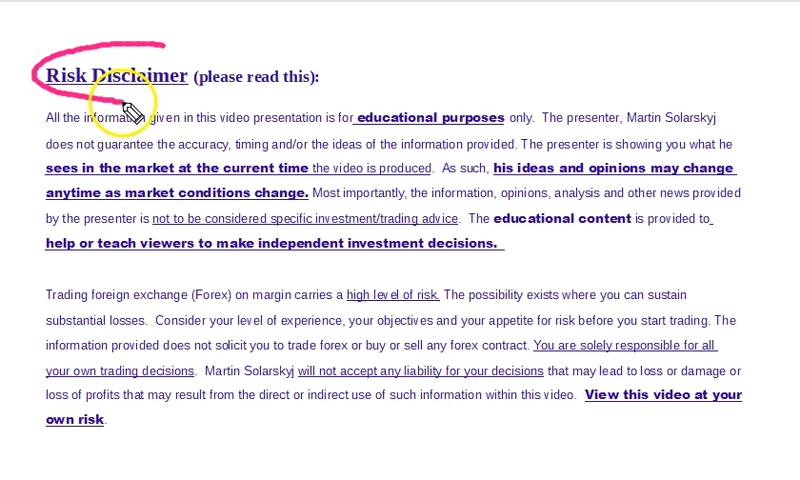 Risk Disclaimer (please read this):
All the information given in this video presentation is for educational purposes only. The presenter, Martin Solarskyj
does not guarantee the accuracy, timing and/or the ideas of the information provided. The presenter is showing you what he
sees in the market at the current time the video is produced. As such, his ideas and opinions may change
anytime as market conditions change. Most importantly, the information, opinions, analysis and other news provided
by the presenter is not to be considered specific investment/trading advice. The educational content is provided to
help or teach viewers to make independent investment decisions.
Trading foreign exchange (Forex) on margin carries a high level of risk. The possibility exists where you can sustain
substantial losses. Consider your level of experience, your objectives and your appetite for risk before you start trading. The
information provided does not solicit you to trade forex or buy or sell any forex contract. You are solely responsible for all
your own trading decisions. Martin Solarskyj will not accept any liability for your decisions that may lead to loss or damage or
loss of profits that may result from the direct or indirect use of such information within this video. View this video at your
own risk.